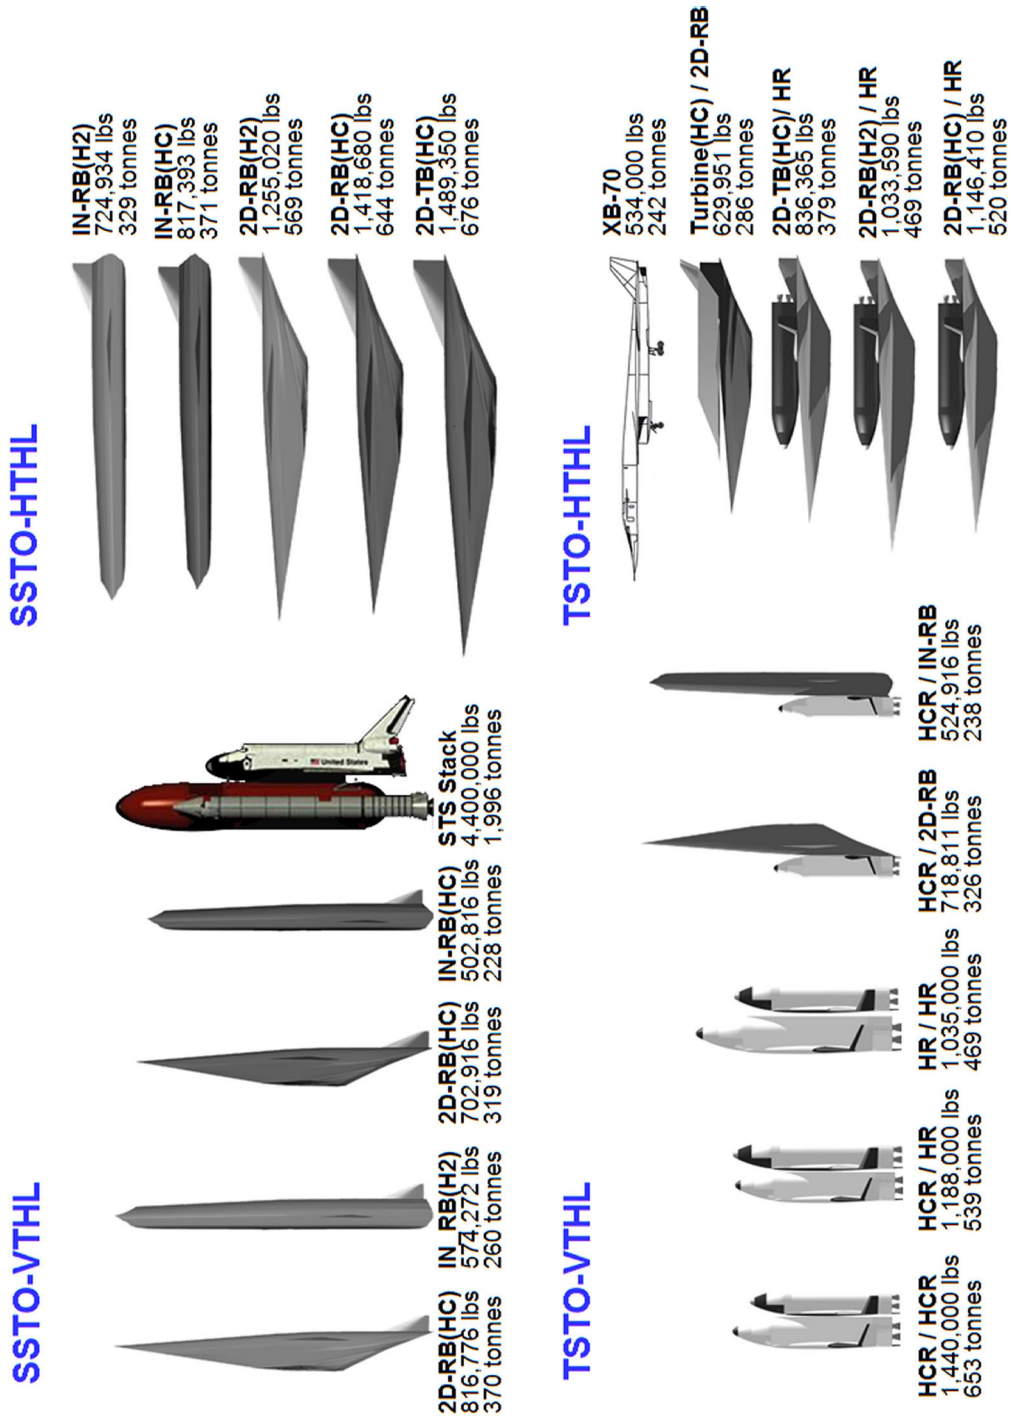 SSTO-VTHL
2D-RB(HC)
816,776 lbs
370 tonnes
IN_RB(H2)
574,272 lbs
260 tonnes
2D-RB(HC)
702,916 lbs
319 tonnes
IN-RB(HC)
502,816 lbs
228 tonnes
United States
STS Stack
4,400,000 lbs
1,996 tonnes
SSTO-HTHL
IN-RB(H2)
724,934 lbs
329 tonnes
IN-RB(HC)
817,393 lbs
371 tonnes
2D-RB(H2)
1,255,020 lbs
569 tonnes
2D-RB(HC)
1,418,680 lbs
644 tonnes
2D-TB(HC)
1,489,350 lbs
676 tonnes
TSTO-VTHL
HCR / HCR
1,440,000 lbs
653 tonnes
HCR / HR
1,188,000 lbs
539 tonnes
HR / HR
1,035,000 lbs
469 tonnes
HCR / 2D-RB
718,811 lbs
326 tonnes
HCR / IN-RB
524,916 lbs
238 tonnes
TSTO-HTHL
XB-70
534,000 lbs
242 tonnes
Turbine(HC) / 2D-RB
629,951 lbs
286 tonnes
2D-TB(HC)/ HR
836,365 lbs
379 tonnes
2D-RB(H2)/ HR
1,033,590 lbs
469 tonnes
2D-RB(HC) / HR
1,146,410 lbs
520 tonnes